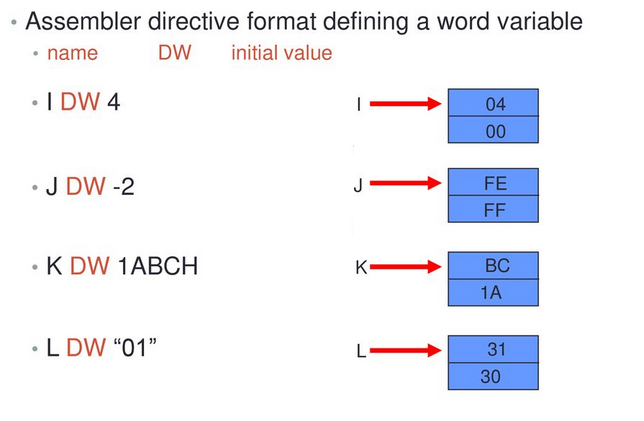 • Assembler directive format defining a word variable
• name DW initial value
• I DW 4
I
04
00
• J DW -2
J
FE
FF
• K DW 1ABCH
K
BC
1A
• L DW “01”
L
31
30